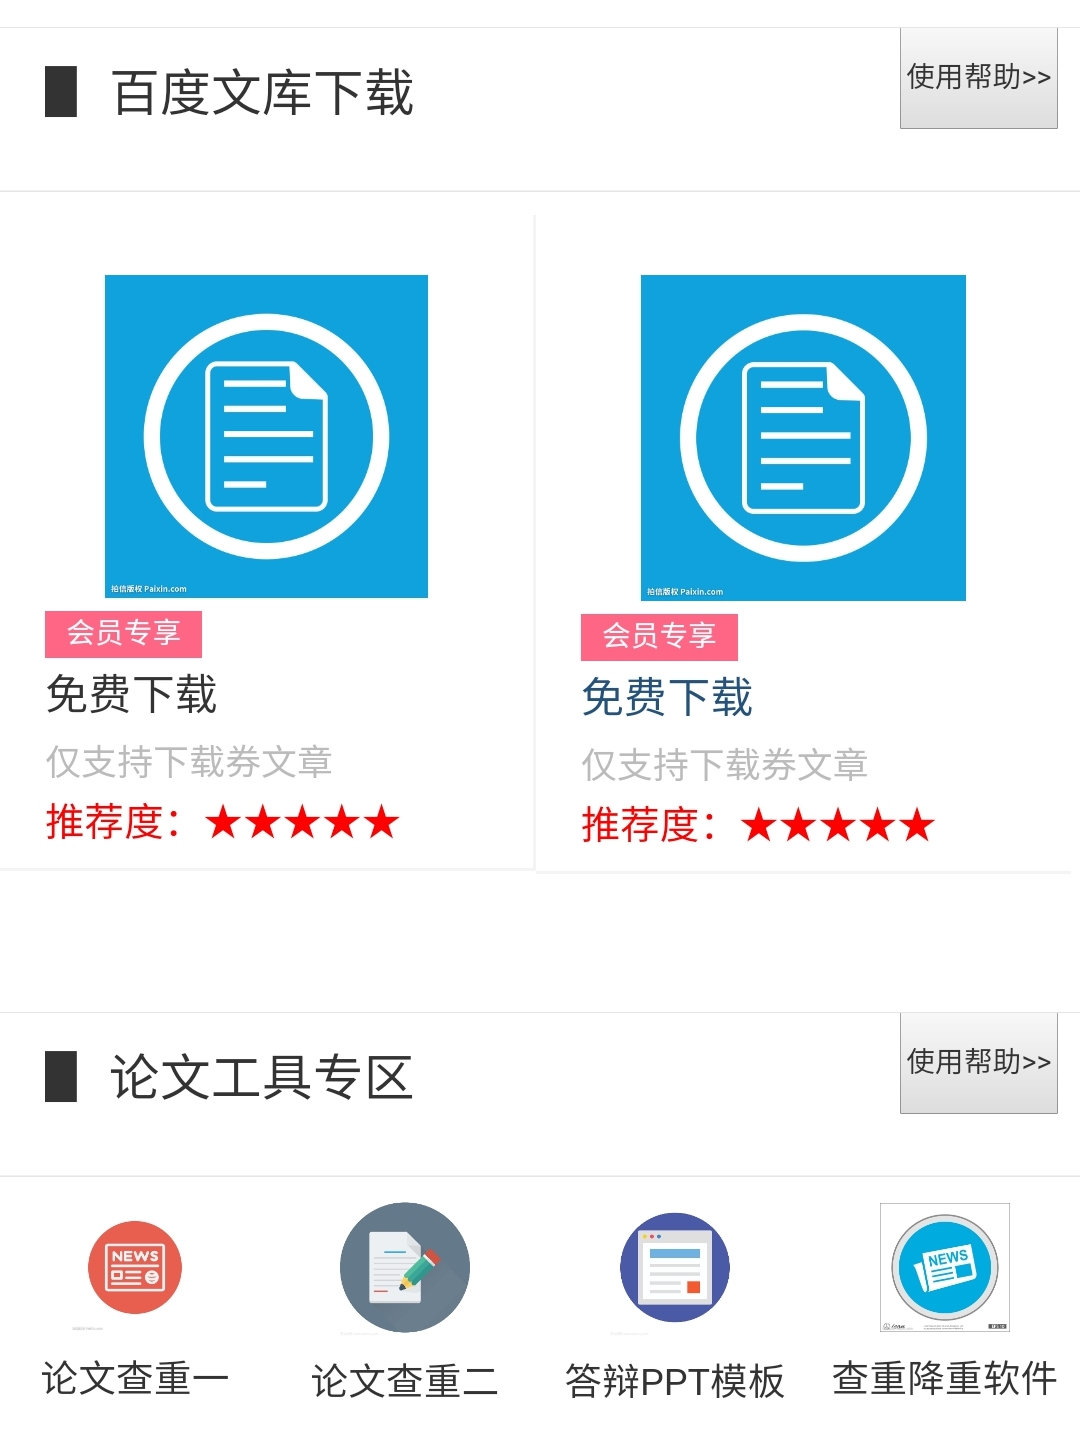 百度文库下载
使用帮助>>
拍信版权 Paixin.com
拍信版权 Paixin.com
会员专享
会员专享
免费下载
免费下载
仅支持下载券文章
仅支持下载券文章
推荐度：★★★★★
推荐度：★★★★★
论文工具专区
使用帮助>>
NEWS
NEWS
论文查重一
论文查重二
答辩PPT模板
查重降重软件